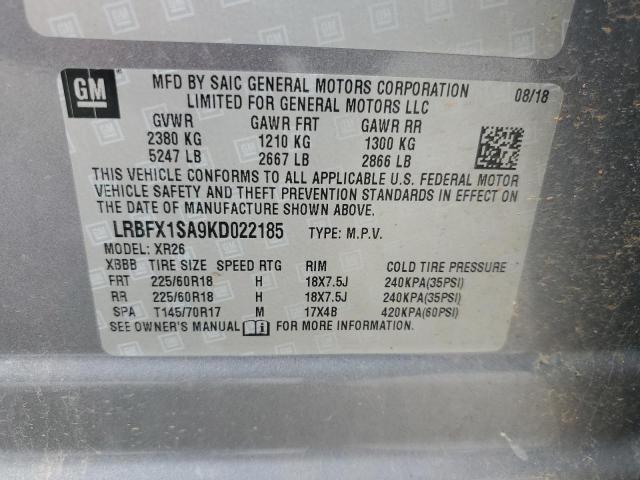 GM
MFD BY SAIC GENERAL MOTORS CORPORATION
LIMITED FOR GENERAL MOTORS LLC
08/18
GVWR GAWR FRT GAWR RR
2380 KG 1210 KG 1300 KG
5247 LB 2667 LB 2866 LB
THIS VEHICLE CONFORMS TO ALL APPLICABLE U.S. FEDERAL MOTOR
VEHICLE SAFETY AND THEFT PREVENTION STANDARDS IN EFFECT ON
THE DATE OF MANUFACTURE SHOWN ABOVE.
LRBFX1SA9KD022185 TYPE: M.P.V.
MODEL: XR26
XBBB TIRE SIZE SPEED RTG RIM COLD TIRE PRESSURE
FRT 225/60R18 H 18X7.5J 240KPA(35PSI)
RR 225/60R18 H 18X7.5J 240KPA(35PSI)
SPA T145/70R17 M 17X4B 420KPA(60PSI)
SEE OWNER'S MANUAL FOR MORE INFORMATION.